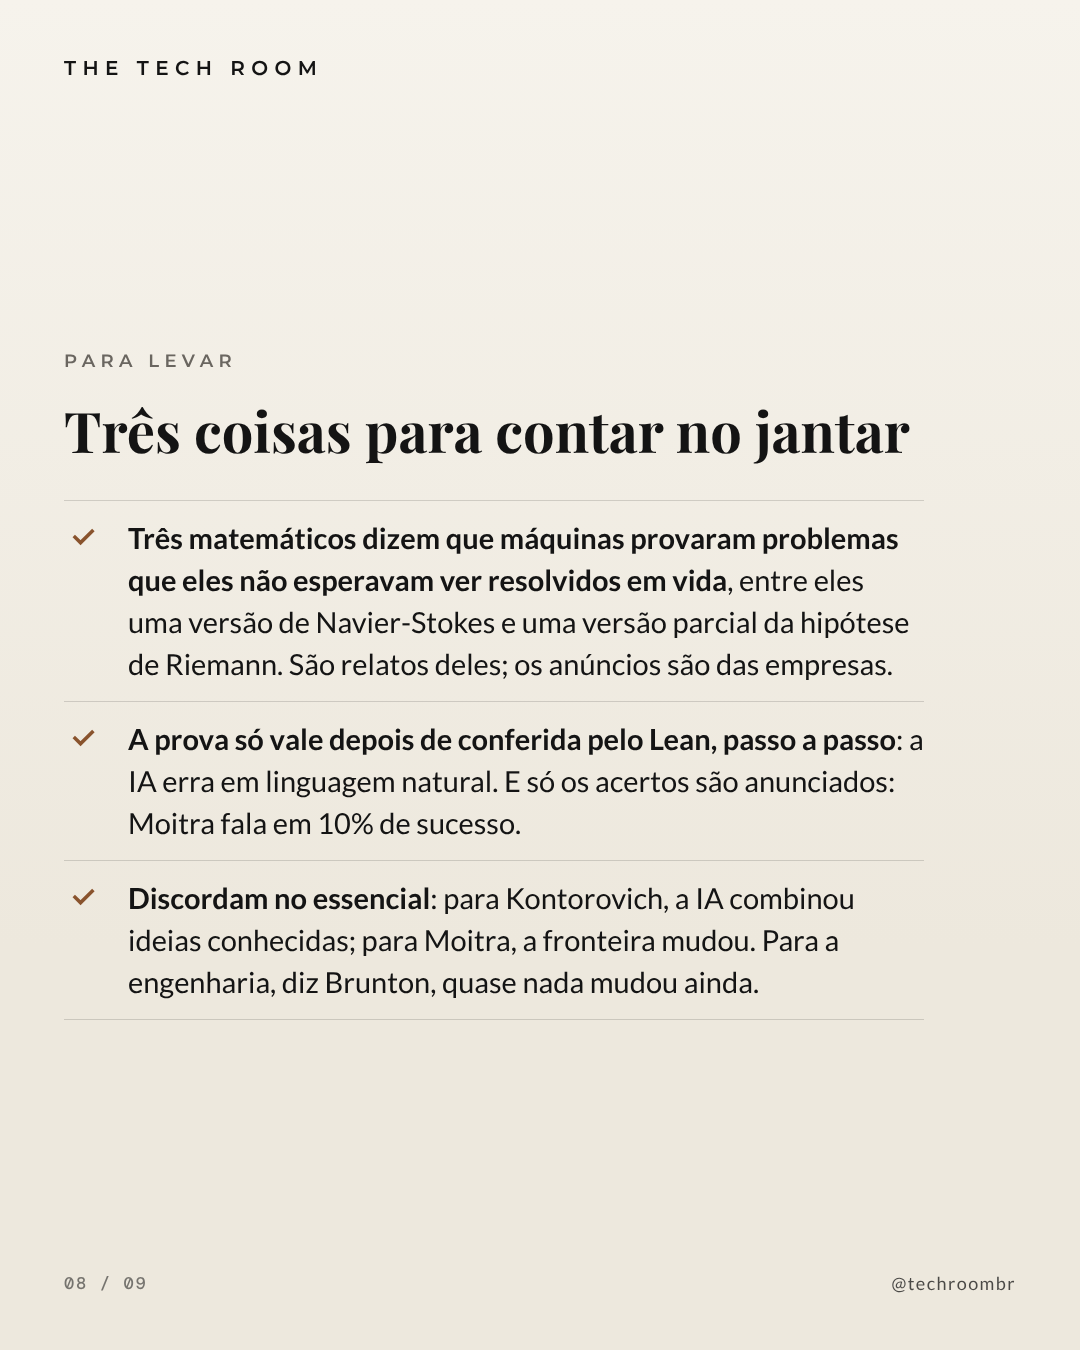 THE TECH ROOM
PARA LEVAR
Três coisas para contar no jantar
Três matemáticos dizem que máquinas provaram problemas
que eles não esperavam ver resolvidos em vida, entre eles
uma versão de Navier-Stokes e uma versão parcial da hipótese
de Riemann. São relatos deles; os anúncios são das empresas.
A prova só vale depois de conferida pelo Lean, passo a passo: a
IA erra em linguagem natural. E só os acertos são anunciados:
Moitra fala em 10% de sucesso.
Discordam no essencial: para Kontorovich, a IA combinou
ideias conhecidas; para Moitra, a fronteira mudou. Para a
engenharia, diz Brunton, quase nada mudou ainda.
08 / 09
@techroombr